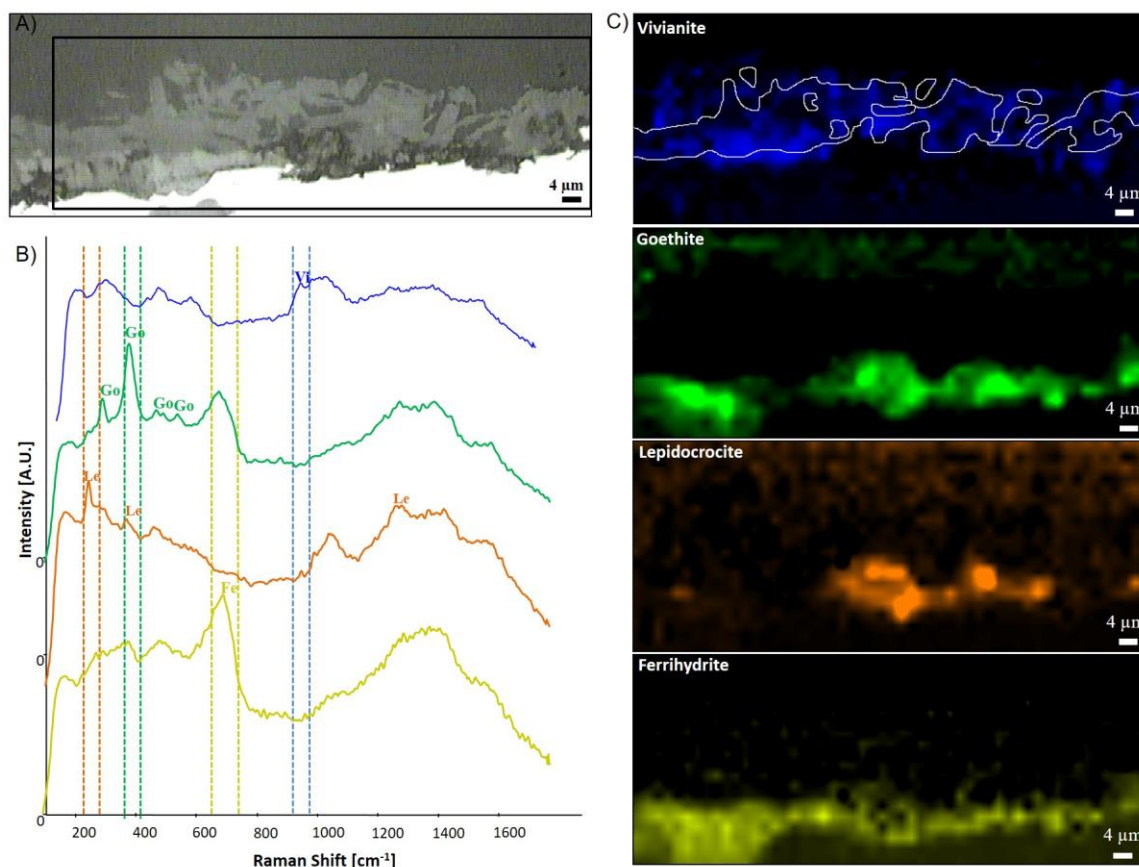 A)
4 µm
B)
Vi
Go
Go
Go Go
Le
Le
Le
Fe
0
0
0
Intensity [A.U.]
200 400 600 800 1000 1200 1400 1600
Raman Shift [cm⁻¹]
C)
Vivianite
4 µm
Goethite
4 µm
Lepidocrocite
4 µm
Ferrihydrite
4 µm